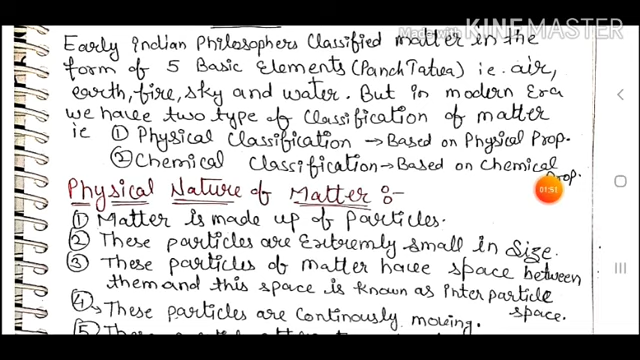 Made with KINEMASTER
Early Indian Philosophers Classified matter in the
form of 5 Basic Elements (Panch Tatva) i.e. air,
earth, fire, sky and water. But in modern Era
we have two type of classification of matter
ie ① Physical Classification → Based on Physical Prop.
② Chemical Classification → Based on Chemical
Prop.
01:51
Physical Nature of Matter :-
① Matter is made up of Particles.
② These particles are Extremly small in Size.
③ These particles of matter have space between
them and this space is known as inter particle
space.
④ These particles are continously moving.
⑤ These